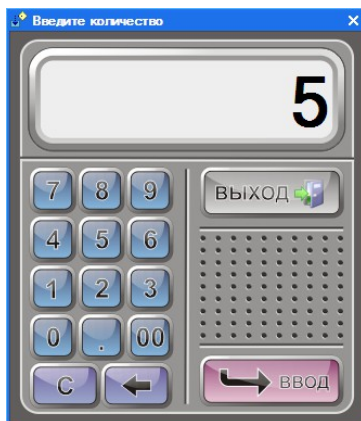 Введите количество
5
7 8 9 ВЫХОД
4 5 6
1 2 3
0 . 00
C ВВОД